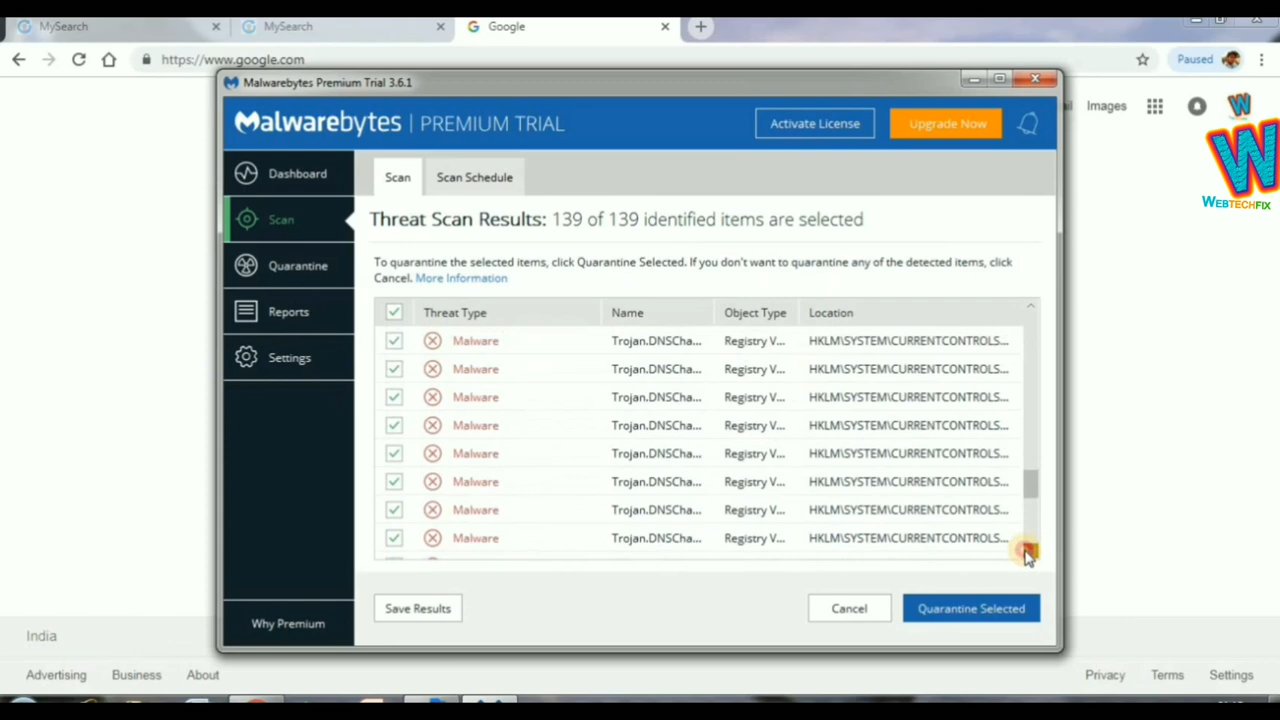 MySearch
MySearch
Google
https://www.google.com
Paused
Images
W
WEBTECHFIX
Malwarebytes Premium Trial 3.6.1
Malwarebytes | PREMIUM TRIAL
Activate License
Upgrade Now
Dashboard
Scan
Quarantine
Reports
Settings
Why Premium
Scan
Scan Schedule
Threat Scan Results: 139 of 139 identified items are selected
To quarantine the selected items, click Quarantine Selected. If you don't want to quarantine any of the detected items, click
Cancel. More Information
Threat Type Name Object Type Location
Malware Trojan.DNSCha... Registry V... HKLM\SYSTEM\CURRENTCONTROLS...
Malware Trojan.DNSCha... Registry V... HKLM\SYSTEM\CURRENTCONTROLS...
Malware Trojan.DNSCha... Registry V... HKLM\SYSTEM\CURRENTCONTROLS...
Malware Trojan.DNSCha... Registry V... HKLM\SYSTEM\CURRENTCONTROLS...
Malware Trojan.DNSCha... Registry V... HKLM\SYSTEM\CURRENTCONTROLS...
Malware Trojan.DNSCha... Registry V... HKLM\SYSTEM\CURRENTCONTROLS...
Malware Trojan.DNSCha... Registry V... HKLM\SYSTEM\CURRENTCONTROLS...
Malware Trojan.DNSCha... Registry V... HKLM\SYSTEM\CURRENTCONTROLS...
Save Results
Cancel
Quarantine Selected
India
Advertising Business About
Privacy Terms Settings